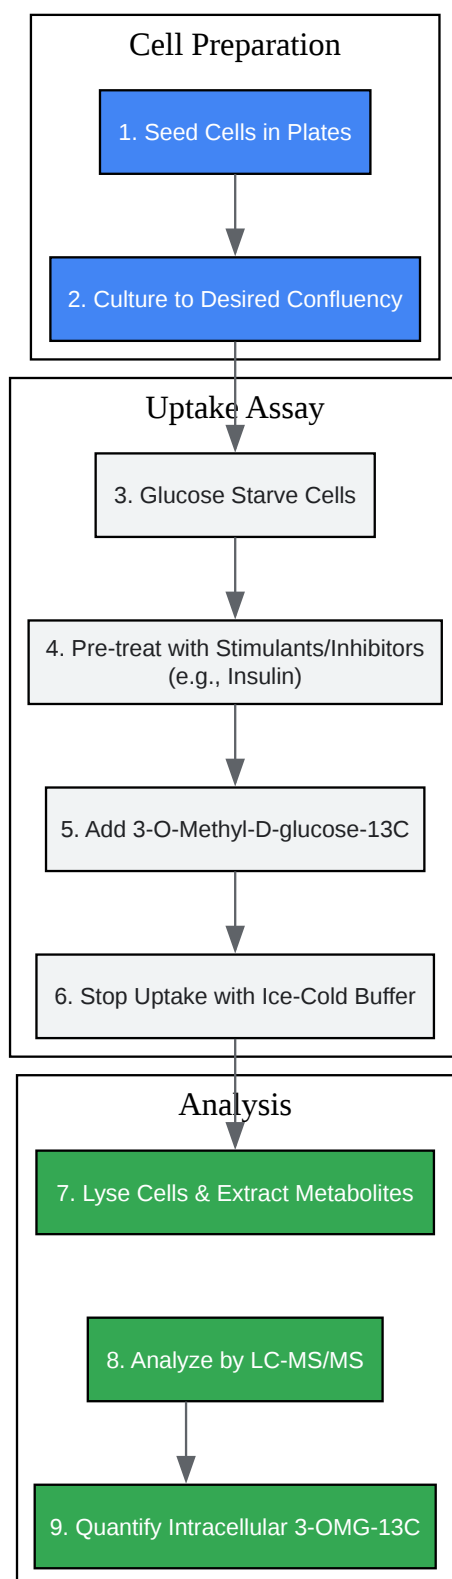 Cell Preparation
1. Seed Cells in Plates
2. Culture to Desired Confluency
Uptake Assay
3. Glucose Starve Cells
4. Pre-treat with Stimulants/Inhibitors
(e.g., Insulin)
5. Add 3-O-Methyl-D-glucose-13C
6. Stop Uptake with Ice-Cold Buffer
Analysis
7. Lyse Cells & Extract Metabolites
8. Analyze by LC-MS/MS
9. Quantify Intracellular 3-OMG-13C